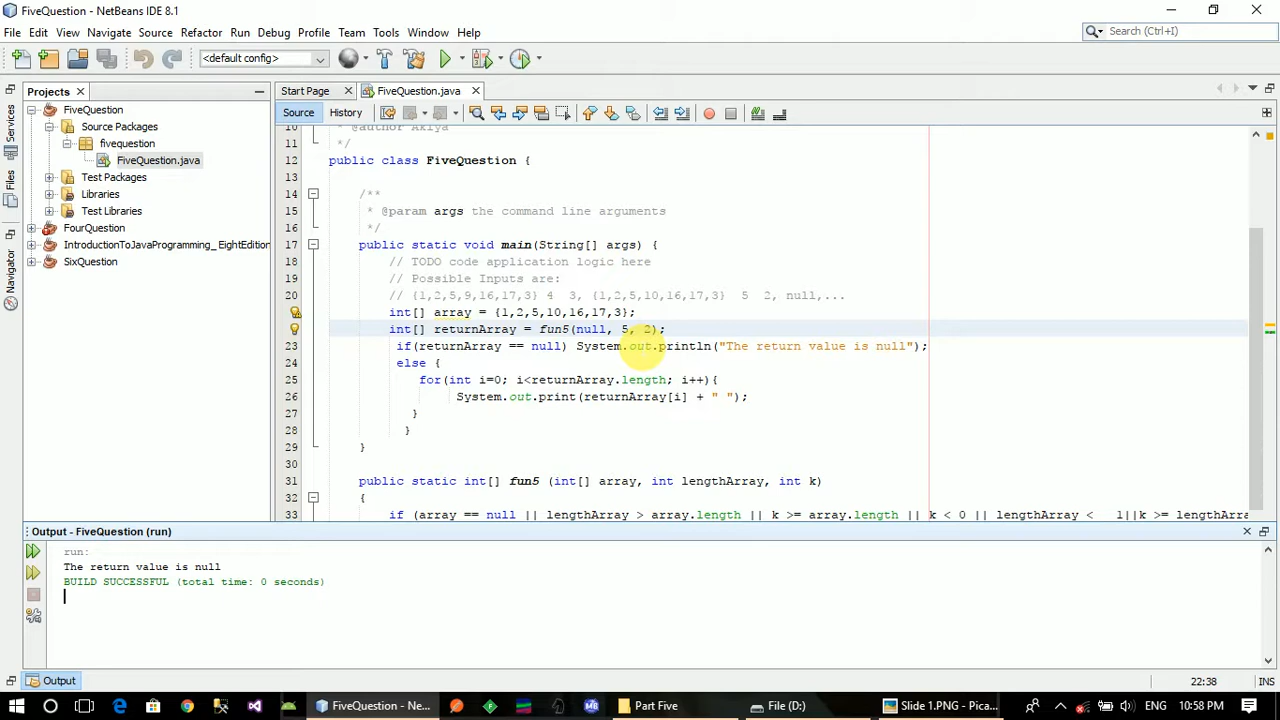 FiveQuestion - NetBeans IDE 8.1
File Edit View Navigate Source Refactor Run Debug Profile Team Tools Window Help
Search (Ctrl+I)
<default config>
Projects
Start Page
FiveQuestion.java
Source
History
Services
Files
Navigator
FiveQuestion
Source Packages
fivequestion
FiveQuestion.java
Test Packages
Libraries
Test Libraries
FourQuestion
IntroductionToJavaProgramming_EightEdition
SixQuestion
10 * @author Akiya
11 */
12 public class FiveQuestion {
13
14 /**
15 * @param args the command line arguments
16 */
17 public static void main(String[] args) {
18 // TODO code application logic here
19 // Possible Inputs are:
20 // {1,2,5,9,16,17,3} 4 3, {1,2,5,10,16,17,3} 5 2, null,...
int[] array = {1,2,5,10,16,17,3};
int[] returnArray = fun5(null, 5, 2);
23 if(returnArray == null) System.out.println("The return value is null");
24 else {
25 for(int i=0; i<returnArray.length; i++){
26 System.out.print(returnArray[i] + " ");
27 }
28 }
29 }
30
31 public static int[] fun5 (int[] array, int lengthArray, int k)
32 {
33 if (array == null || lengthArray > array.length || k >= array.length || k < 0 || lengthArray < 1||k >= lengthArra
Output - FiveQuestion (run)
run:
The return value is null
BUILD SUCCESSFUL (total time: 0 seconds)
Output
22:38
INS
FiveQuestion - Ne...
Part Five
File (D:)
Slide 1.PNG - Pica...
ENG
10:58 PM